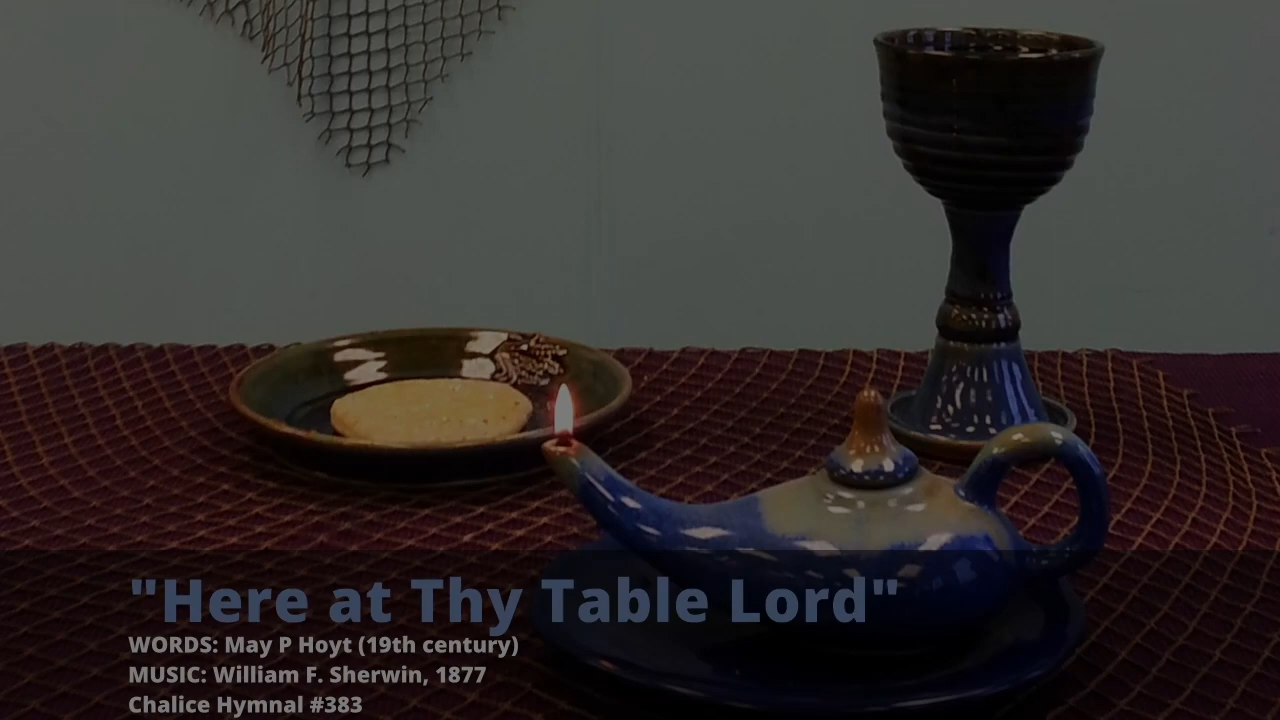 "Here at Thy Table Lord"
WORDS: May P Hoyt (19th century)
MUSIC: William F. Sherwin, 1877
Chalice Hymnal #383